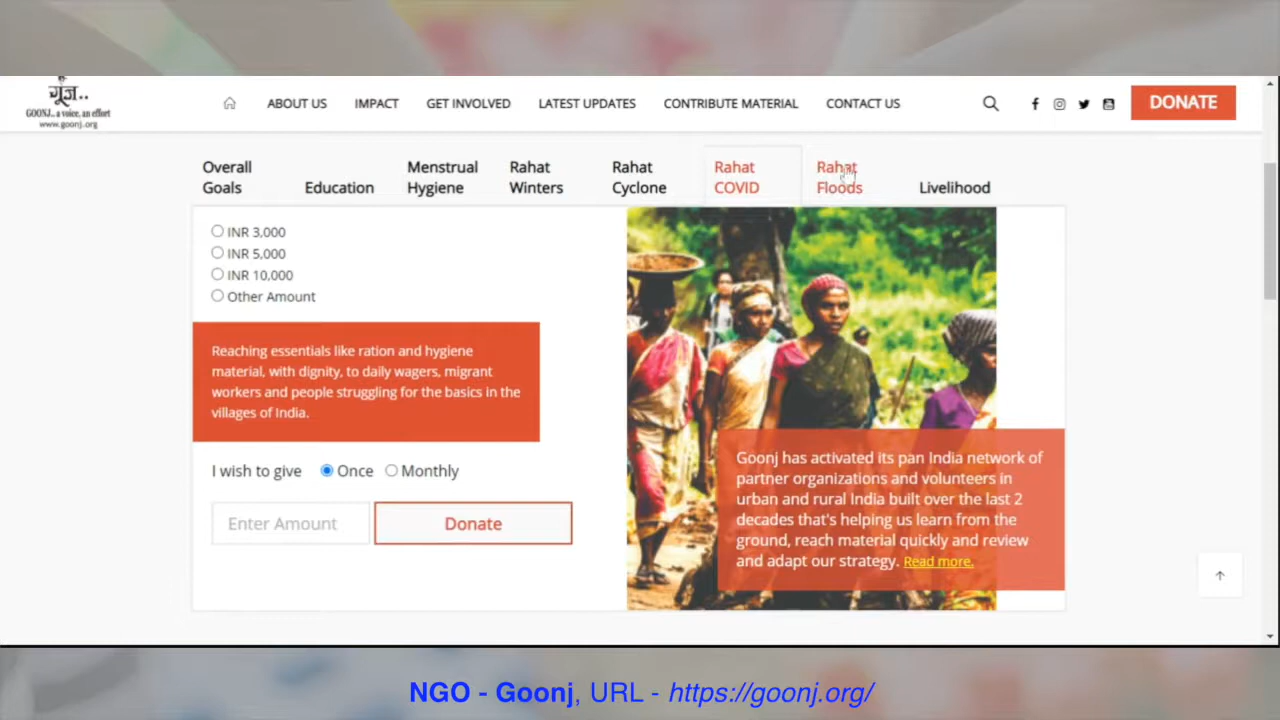 गूंज..
GOONJ.. a voice, an effort
www.goonj.org
ABOUT US
IMPACT
GET INVOLVED
LATEST UPDATES
CONTRIBUTE MATERIAL
CONTACT US
DONATE
Overall
Goals
Education
Menstrual
Hygiene
Rahat
Winters
Rahat
Cyclone
Rahat
COVID
Rahat
Floods
Livelihood
INR 3,000
INR 5,000
INR 10,000
Other Amount
Reaching essentials like ration and hygiene
material, with dignity, to daily wagers, migrant
workers and people struggling for the basics in the
villages of India.
I wish to give Once Monthly
Enter Amount
Donate
Goonj has activated its pan India network of
partner organizations and volunteers in
urban and rural India built over the last 2
decades that's helping us learn from the
ground, reach material quickly and review
and adapt our strategy. Read more.
NGO - Goonj, URL - https://goonj.org/